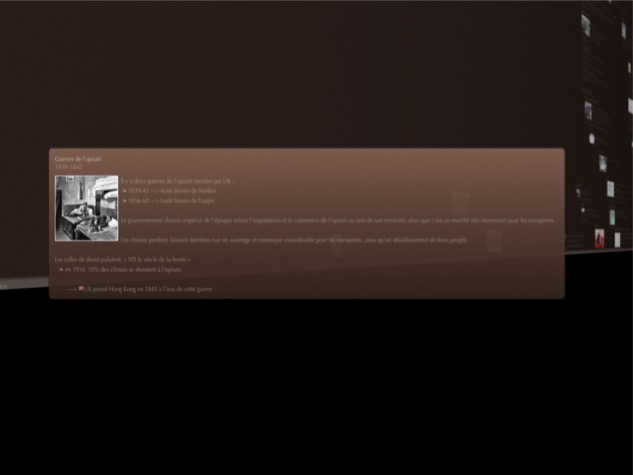 Guerres de l'opium
1839-1842
Il y a deux guerres de l'opium menées par UK :
1839-42 —> traité léonin de Nankin
1856-60 —> traité léonin de Tianjin
Le gouvernement chinois impérial de l'époque refuse l'importation et le commerce de l'opium au sein de son territoire, alors que c'est un marché très intéressant pour les européens.
Les chinois perdent, laissant derrières eux un avantage économique considérable pour les européens, ainsi qu'un affaiblissement de leurs peuple.
Les salles de shoot pululent, « XIX le siècle de la honte »
en 1910, 10% des chinois se shootent à l'opium.
—> UK prend Hong Kong en 1840 à l'issu de cette guerre